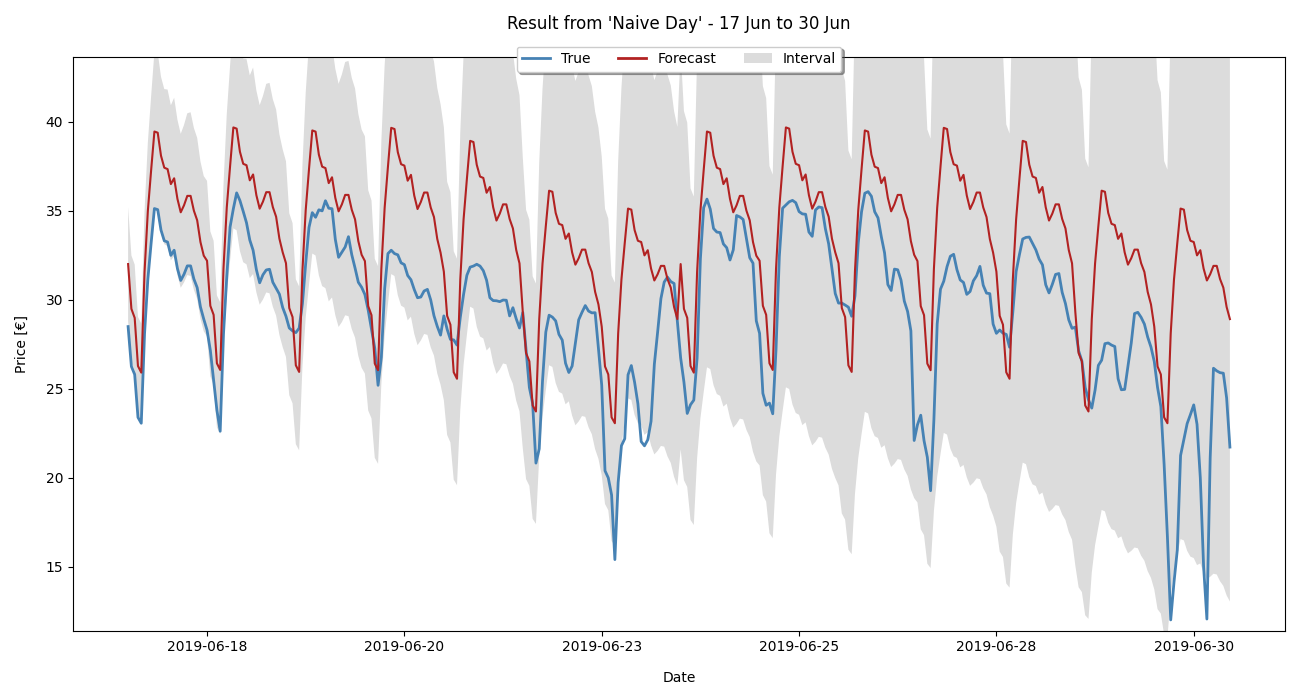 Result from 'Naive Day' - 17 Jun to 30 Jun
True Forecast Interval
40
35
30
25
20
15
Price [€]
2019-06-18 2019-06-20 2019-06-23 2019-06-25 2019-06-28 2019-06-30
Date